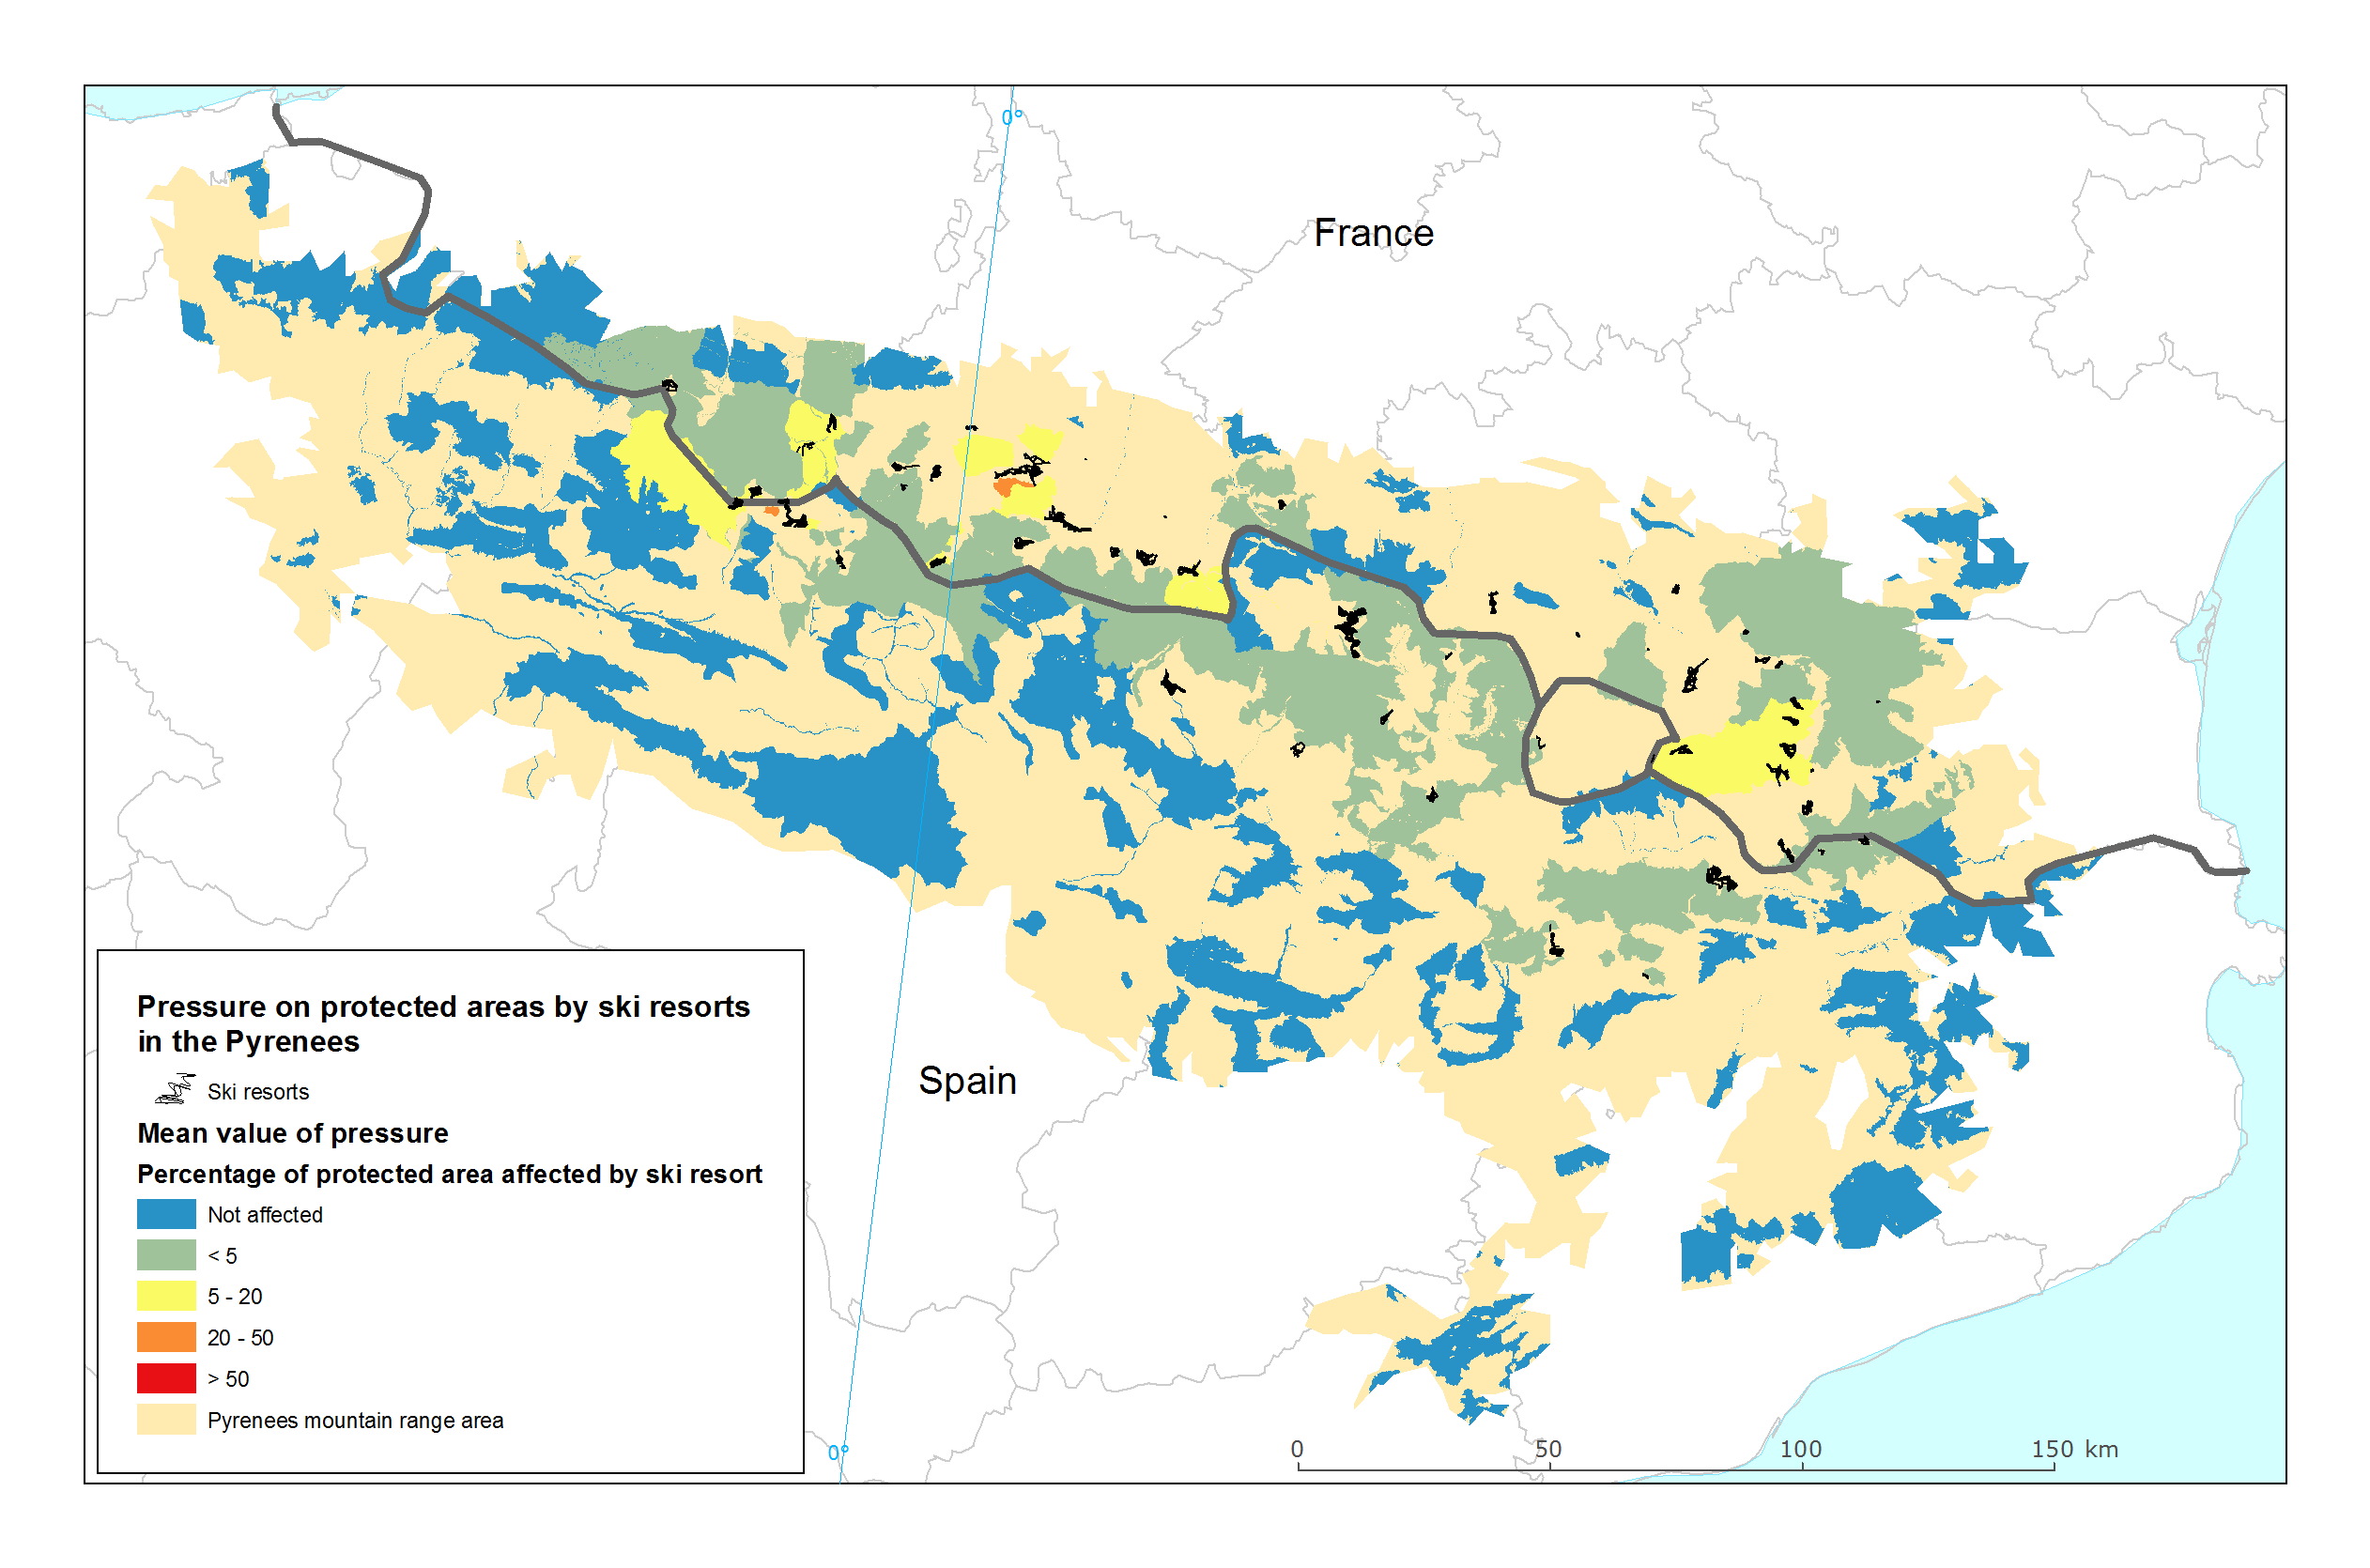 0°
France
Spain
Pressure on protected areas by ski resorts
in the Pyrenees
Ski resorts
Mean value of pressure
Percentage of protected area affected by ski resort
Not affected
< 5
5 - 20
20 - 50
> 50
Pyrenees mountain range area
0°
0 50 100 150 km